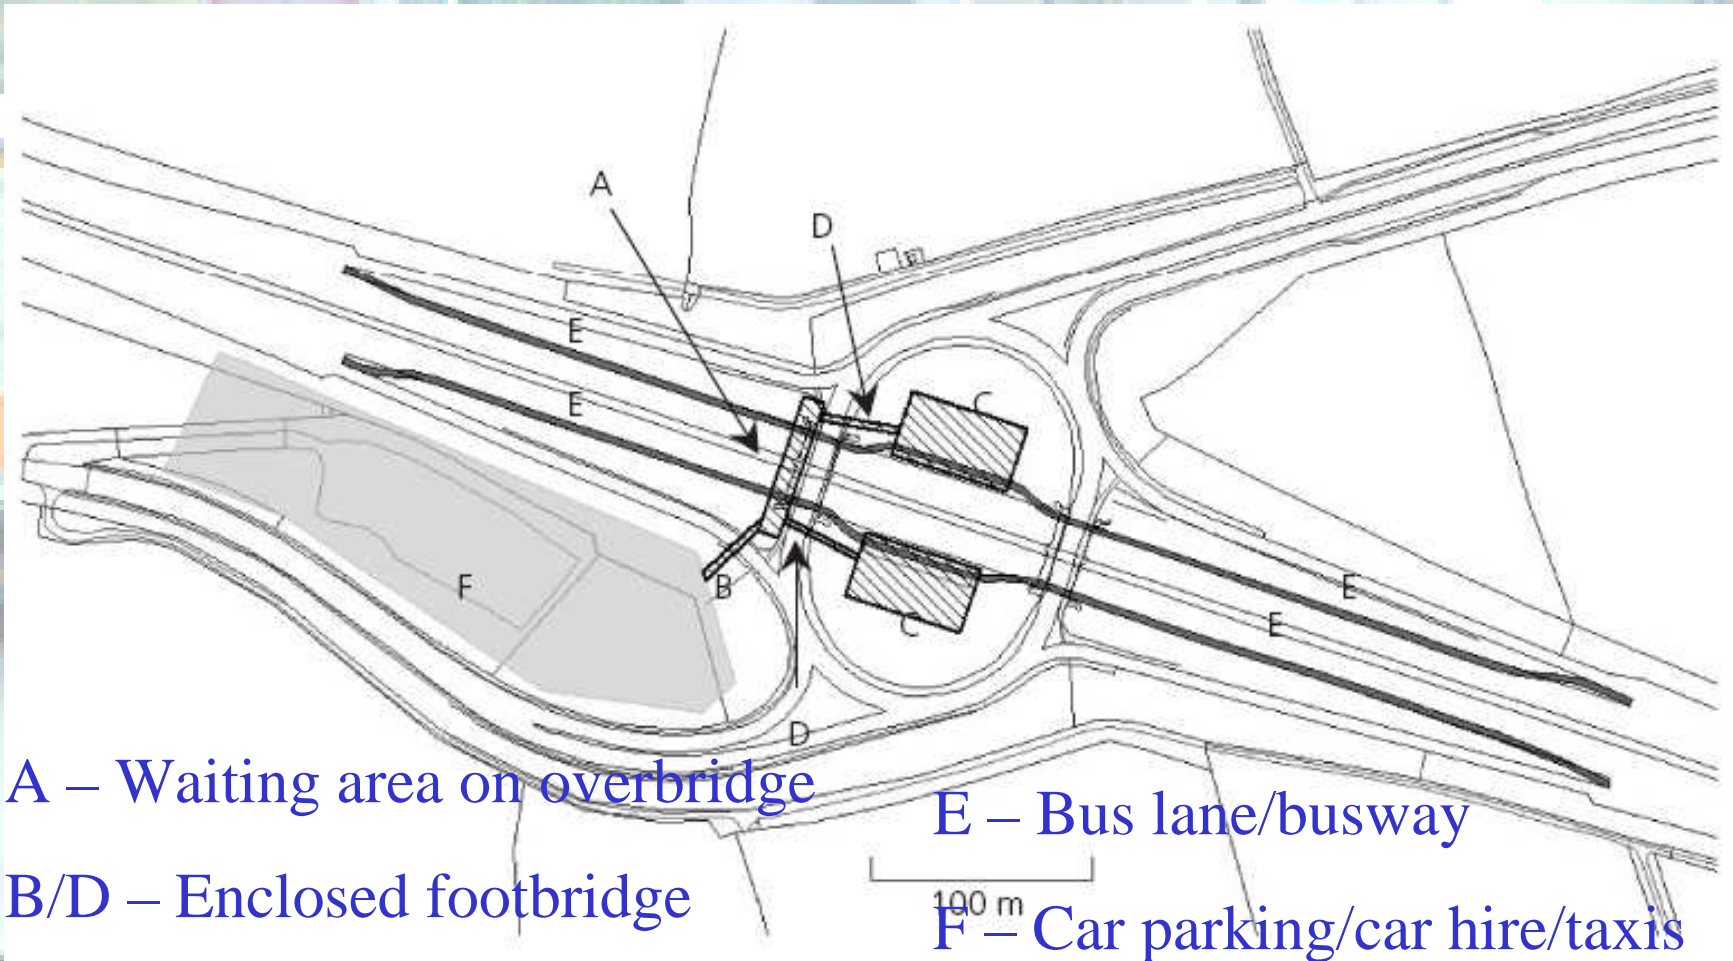 A
D
C
E
E
F
B
C
E
E
D
A – Waiting area on overbridge
E – Bus lane/busway
B/D – Enclosed footbridge
100 m
F – Car parking/car hire/taxis